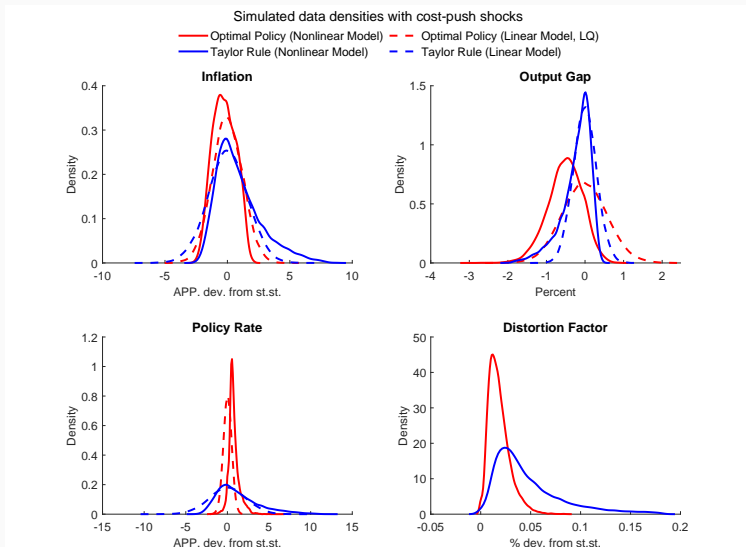 Simulated data densities with cost-push shocks
Optimal Policy (Nonlinear Model) Optimal Policy (Linear Model, LQ)
Taylor Rule (Nonlinear Model) Taylor Rule (Linear Model)
Inflation
Density
0.4
0.3
0.2
0.1
0
-10 -5 0 5 10
APP. dev. from st.st.
Output Gap
Density
1.5
1
0.5
0
-4 -3 -2 -1 0 1 2
Percent
Policy Rate
Density
1.2
1
0.8
0.6
0.4
0.2
0
-15 -10 -5 0 5 10 15
APP. dev. from st.st.
Distortion Factor
Density
50
40
30
20
10
0
-0.05 0 0.05 0.1 0.15 0.2
% dev. from st.st.